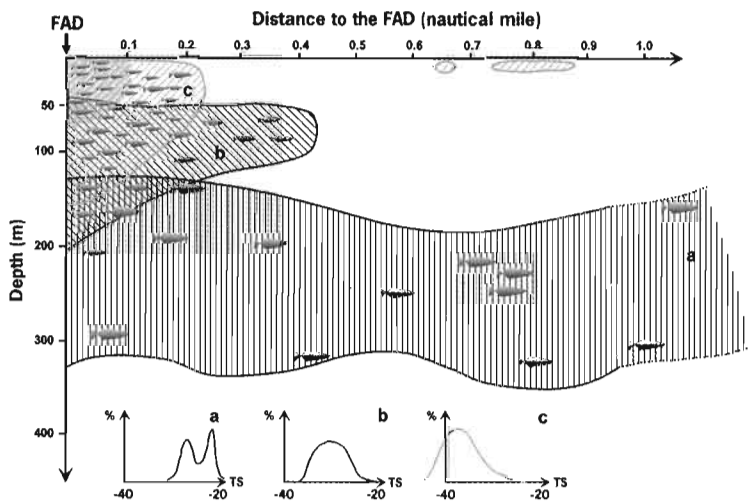 Distance to the FAD (nautical mile)
FAD
0.1 0.2 0.3 0.4 0.5 0.6 0.7 0.8 0.9 1.0
50
100
200
300
400
Depth (m)
c
b
a
% a % b % c
TS TS TS
-40 -20 -40 -20 -40 -20